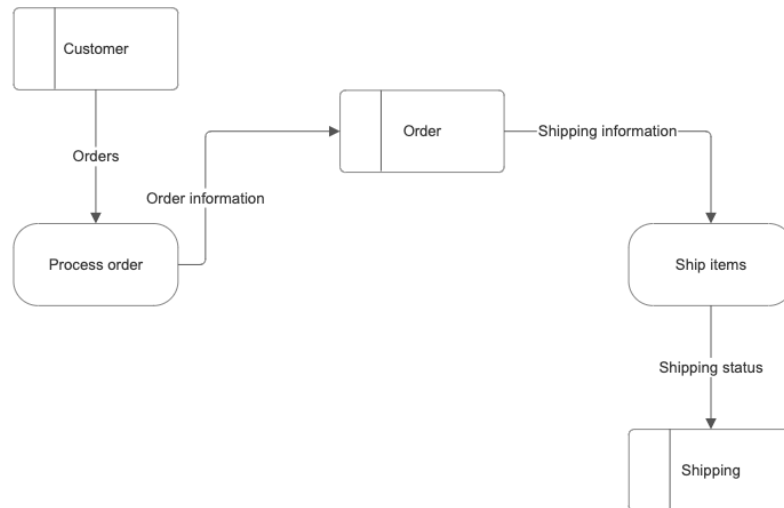 Customer
Orders
Process order
Order information
Order
Shipping information
Ship items
Shipping status
Shipping